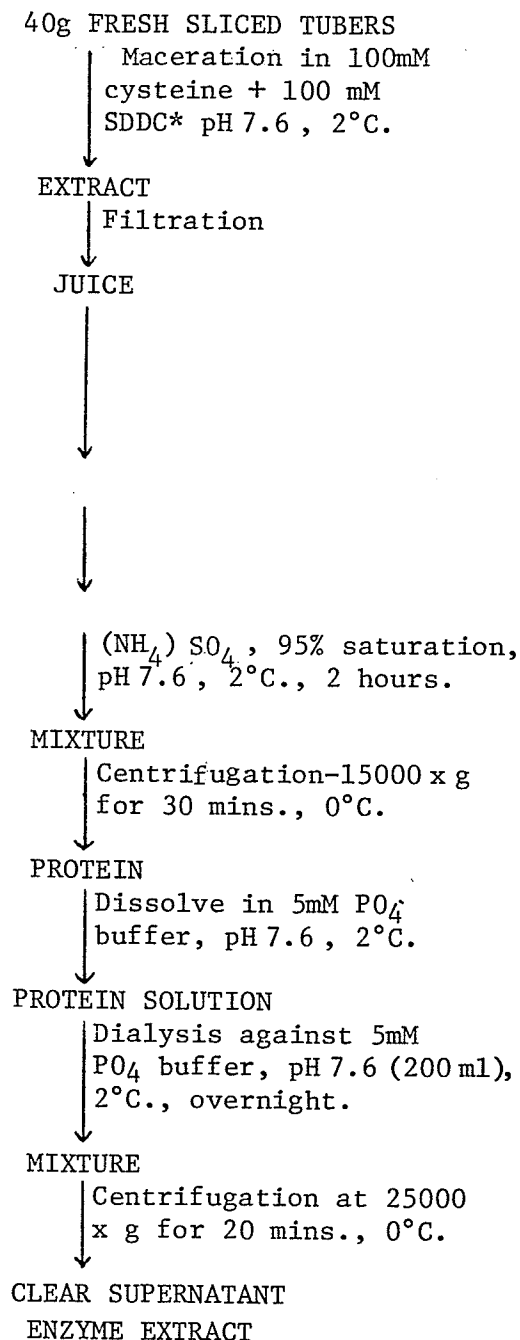 40g FRESH SLICED TUBERS
Maceration in 100mM
cysteine + 100 mM
SDDC* pH 7.6 , 2°C.
EXTRACT
Filtration
JUICE
(NH4) SO4 , 95% saturation,
pH 7.6 , 2°C., 2 hours.
MIXTURE
Centrifugation-15000 x g
for 30 mins., 0°C.
PROTEIN
Dissolve in 5mM PO4
buffer, pH 7.6 , 2°C.
PROTEIN SOLUTION
Dialysis against 5mM
PO4 buffer, pH 7.6 (200 ml),
2°C., overnight.
MIXTURE
Centrifugation at 25000
x g for 20 mins., 0°C.
CLEAR SUPERNATANT
ENZYME EXTRACT